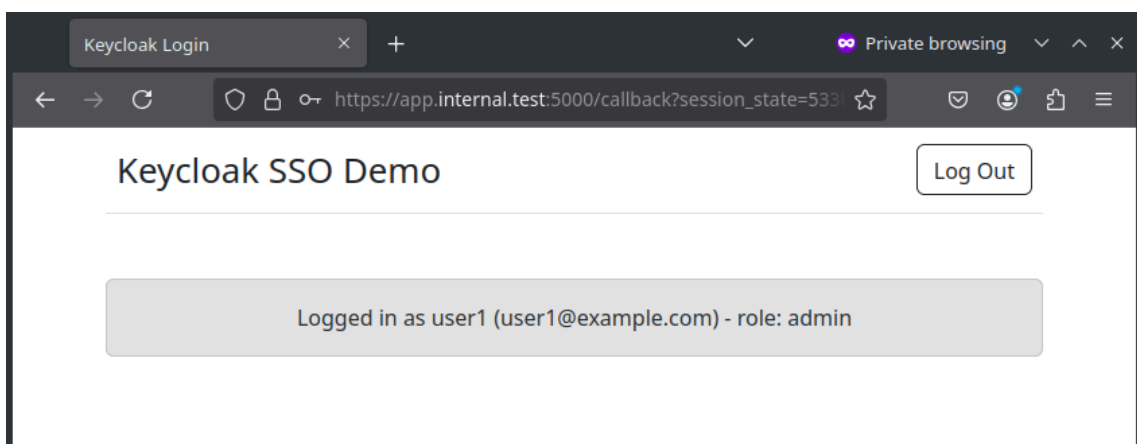 Keycloak Login
Private browsing
https://app.internal.test:5000/callback?session_state=533
Keycloak SSO Demo
Log Out
Logged in as user1 (user1@example.com) - role: admin